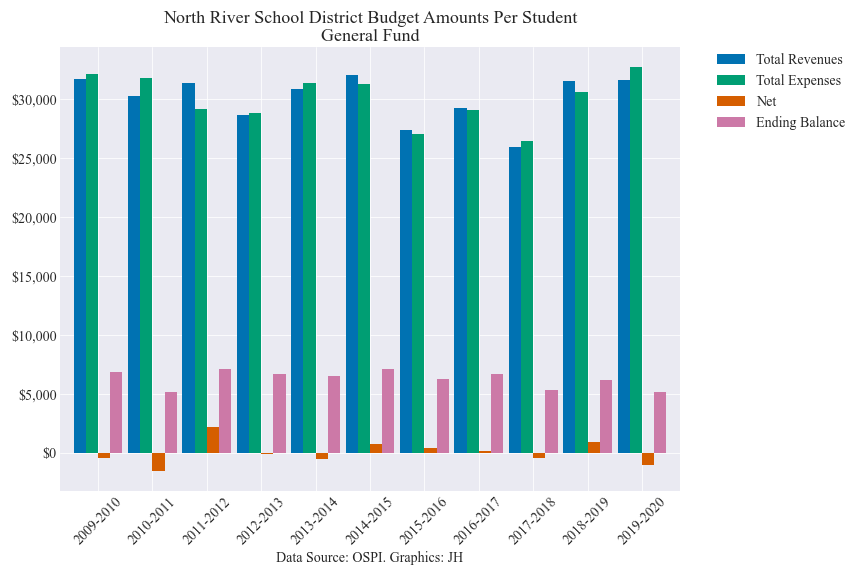 North River School District Budget Amounts Per Student
General Fund
Total Revenues
Total Expenses
Net
Ending Balance
$30,000
$25,000
$20,000
$15,000
$10,000
$5,000
$0
2009-2010
2010-2011
2011-2012
2012-2013
2013-2014
2014-2015
2015-2016
2016-2017
2017-2018
2018-2019
2019-2020
Data Source: OSPI. Graphics: JH